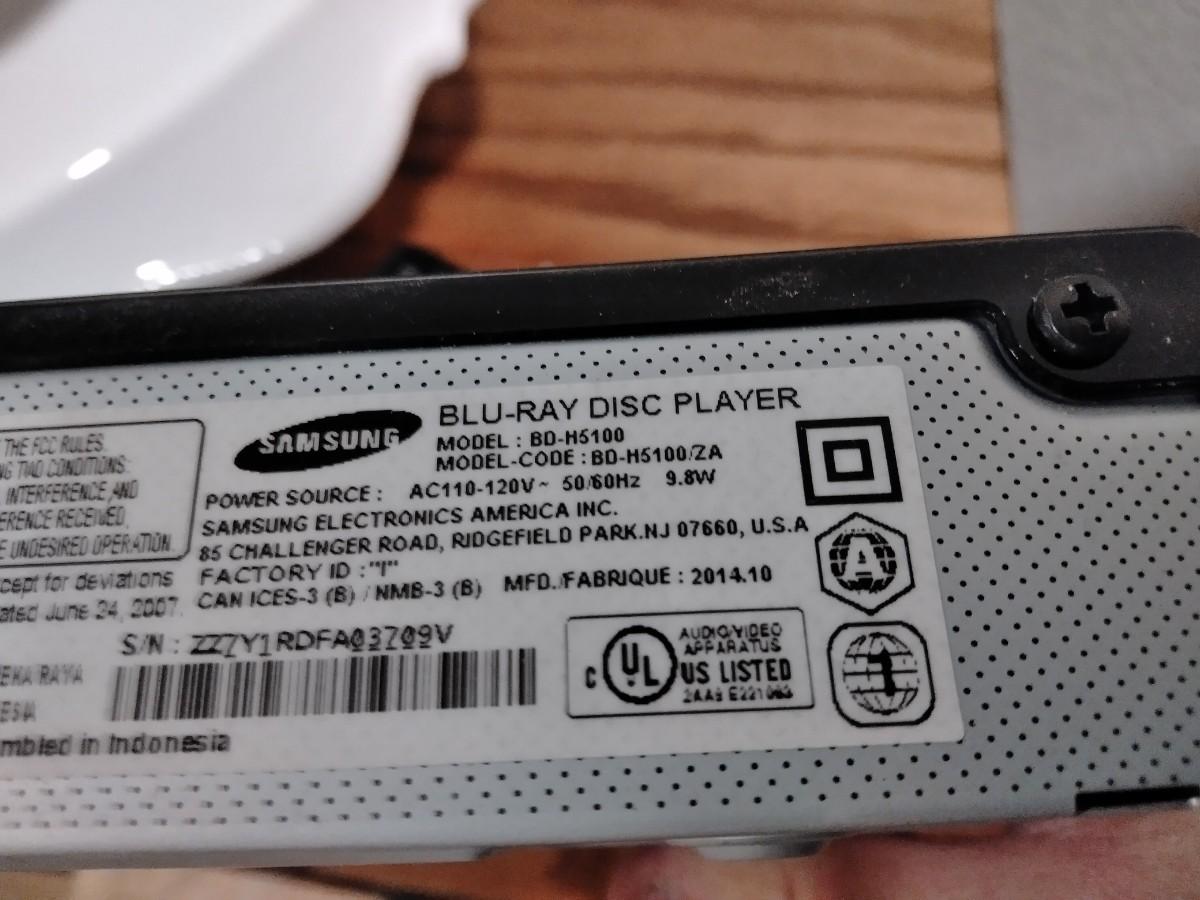 THE FCC RULES.
NG TWO CONDITIONS:
INTERFERENCE, AND
ERENCE RECEIVED,
E UNDESIRED OPERATION.
cept for deviations
ated June 24, 2007.
SAMSUNG
BLU-RAY DISC PLAYER
MODEL : BD-H5100
MODEL-CODE : BD-H5100/ZA
POWER SOURCE : AC110-120V~ 50/60Hz 9.8W
SAMSUNG ELECTRONICS AMERICA INC.
85 CHALLENGER ROAD, RIDGEFIELD PARK.NJ 07660, U.S.A
FACTORY ID :"I"
CAN ICES-3 (B) / NMB-3 (B) MFD./FABRIQUE : 2014.10
S/N : ZZ7Y1RDFA03709V
ESIA
mbled in Indonesia
C UL
AUDIO/VIDEO
APPARATUS
US LISTED
A
1